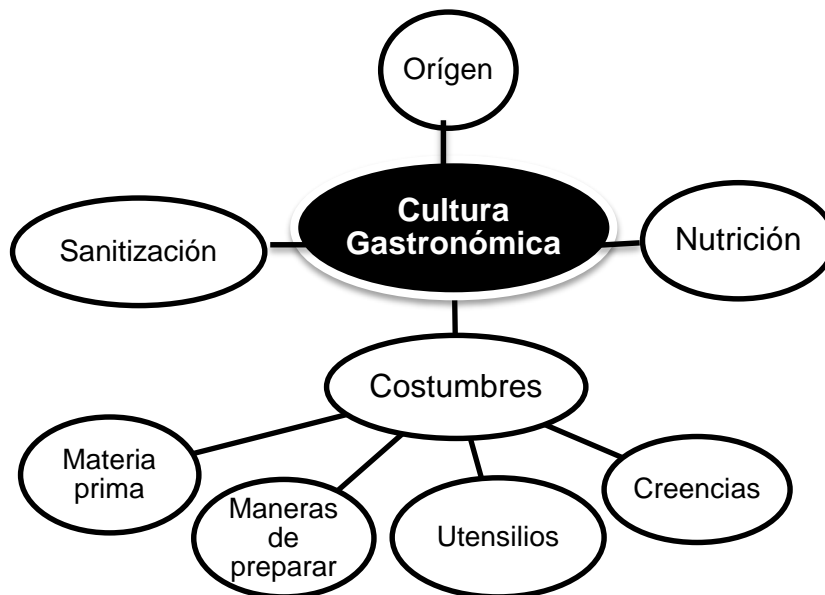 Orígen
Cultura
Gastronómica
Sanitización
Nutrición
Costumbres
Materia
prima
Maneras
de
preparar
Utensilios
Creencias